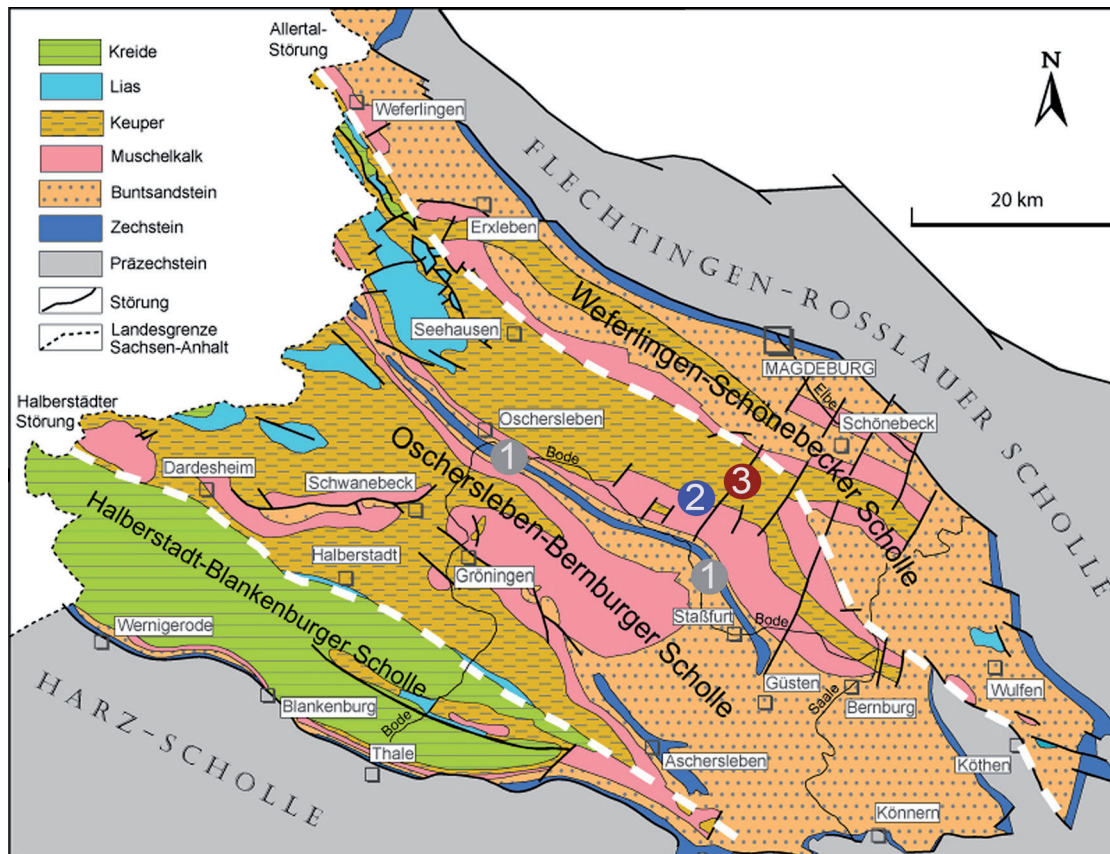 Kreide
Lias
Keuper
Muschelkalk
Buntsandstein
Zechstein
Präzechstein
Störung
Landesgrenze
Sachsen-Anhalt
Allertal-
Störung
N
20 km
Weferlingen
FLECHTINGEN-ROSSLAUER SCHOLLE
Erxleben
Weferlingen-Schönebecker Scholle
Seehausen
MAGDEBURG
Elbe
Schönebeck
Halberstädter
Störung
Oschersleben
1
Bode
Dardesheim
Schwanebeck
Oschersleben-Bernburger Scholle
2
3
Halberstadt-Blankenburger Scholle
Halberstadt
Gröningen
1
Staßfurt
Bode
Wernigerode
Güsten
Saale
Bernburg
Wulfen
Blankenburg
Bode
HARZ-SCHOLLE
Thale
Aschersleben
Köthen
Könnern